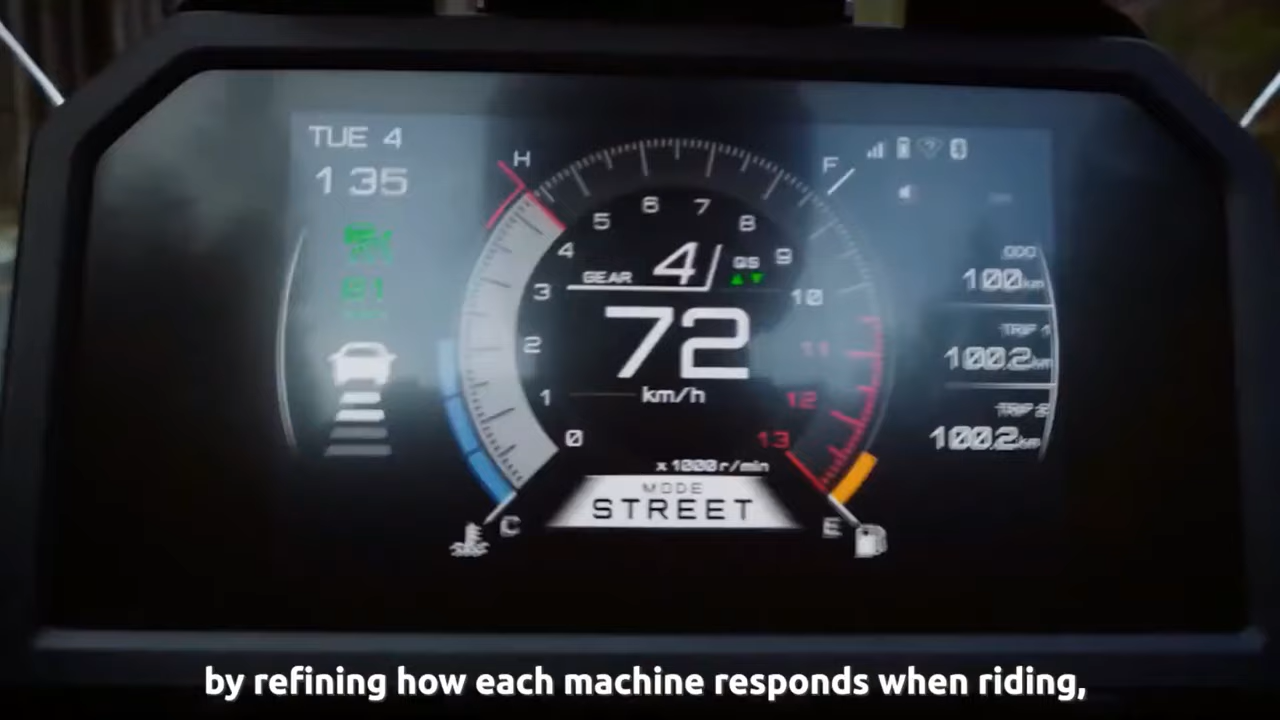 TUE 4
1 35
H
F
0
1
2
3
4
5
6
7
8
9
10
11
12
13
GEAR 4
QS
72
km/h
x 1000 r/min
MODE
STREET
C
E
ODO
100km
TRIP 1
100.2km
TRIP 2
100.2km
by refining how each machine responds when riding,